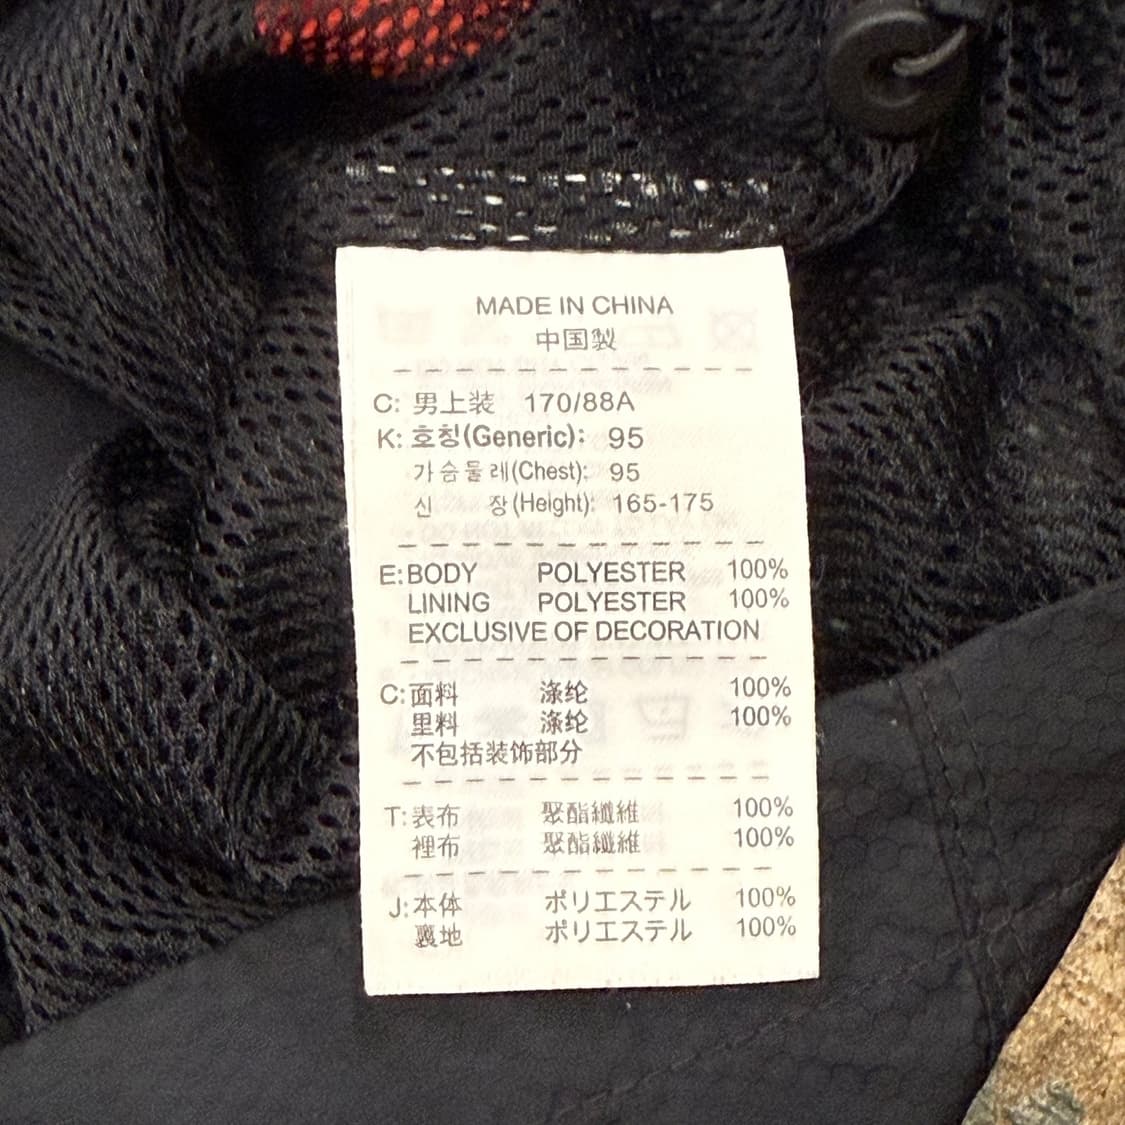 MADE IN CHINA
中国製
C: 男上装 170/88A
K: 호칭(Generic): 95
가슴둘레(Chest): 95
신 장(Height): 165-175
E: BODY POLYESTER 100%
LINING POLYESTER 100%
EXCLUSIVE OF DECORATION
C: 面料 涤纶 100%
里料 涤纶 100%
不包括装饰部分
T: 表布 聚酯纖維 100%
裡布 聚酯纖維 100%
J: 本体 ポリエステル 100%
裏地 ポリエステル 100%